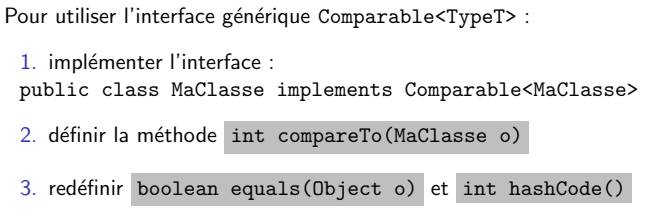 Pour utiliser l'interface générique Comparable<TypeT> :
1. implémenter l'interface :
public class MaClasse implements Comparable<MaClasse>
2. définir la méthode int compareTo(MaClasse o)
3. redéfinir boolean equals(Object o) et int hashCode()